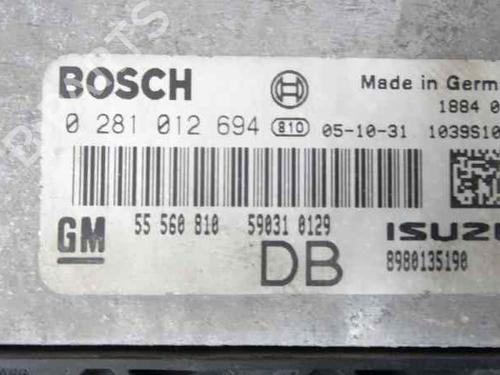 BOSCH Made in Germ
1884 0
0 281 012 694 810 05-10-31 1039S10
GM 55 560 810 59031 0129 ISUZU
DB 8980135190